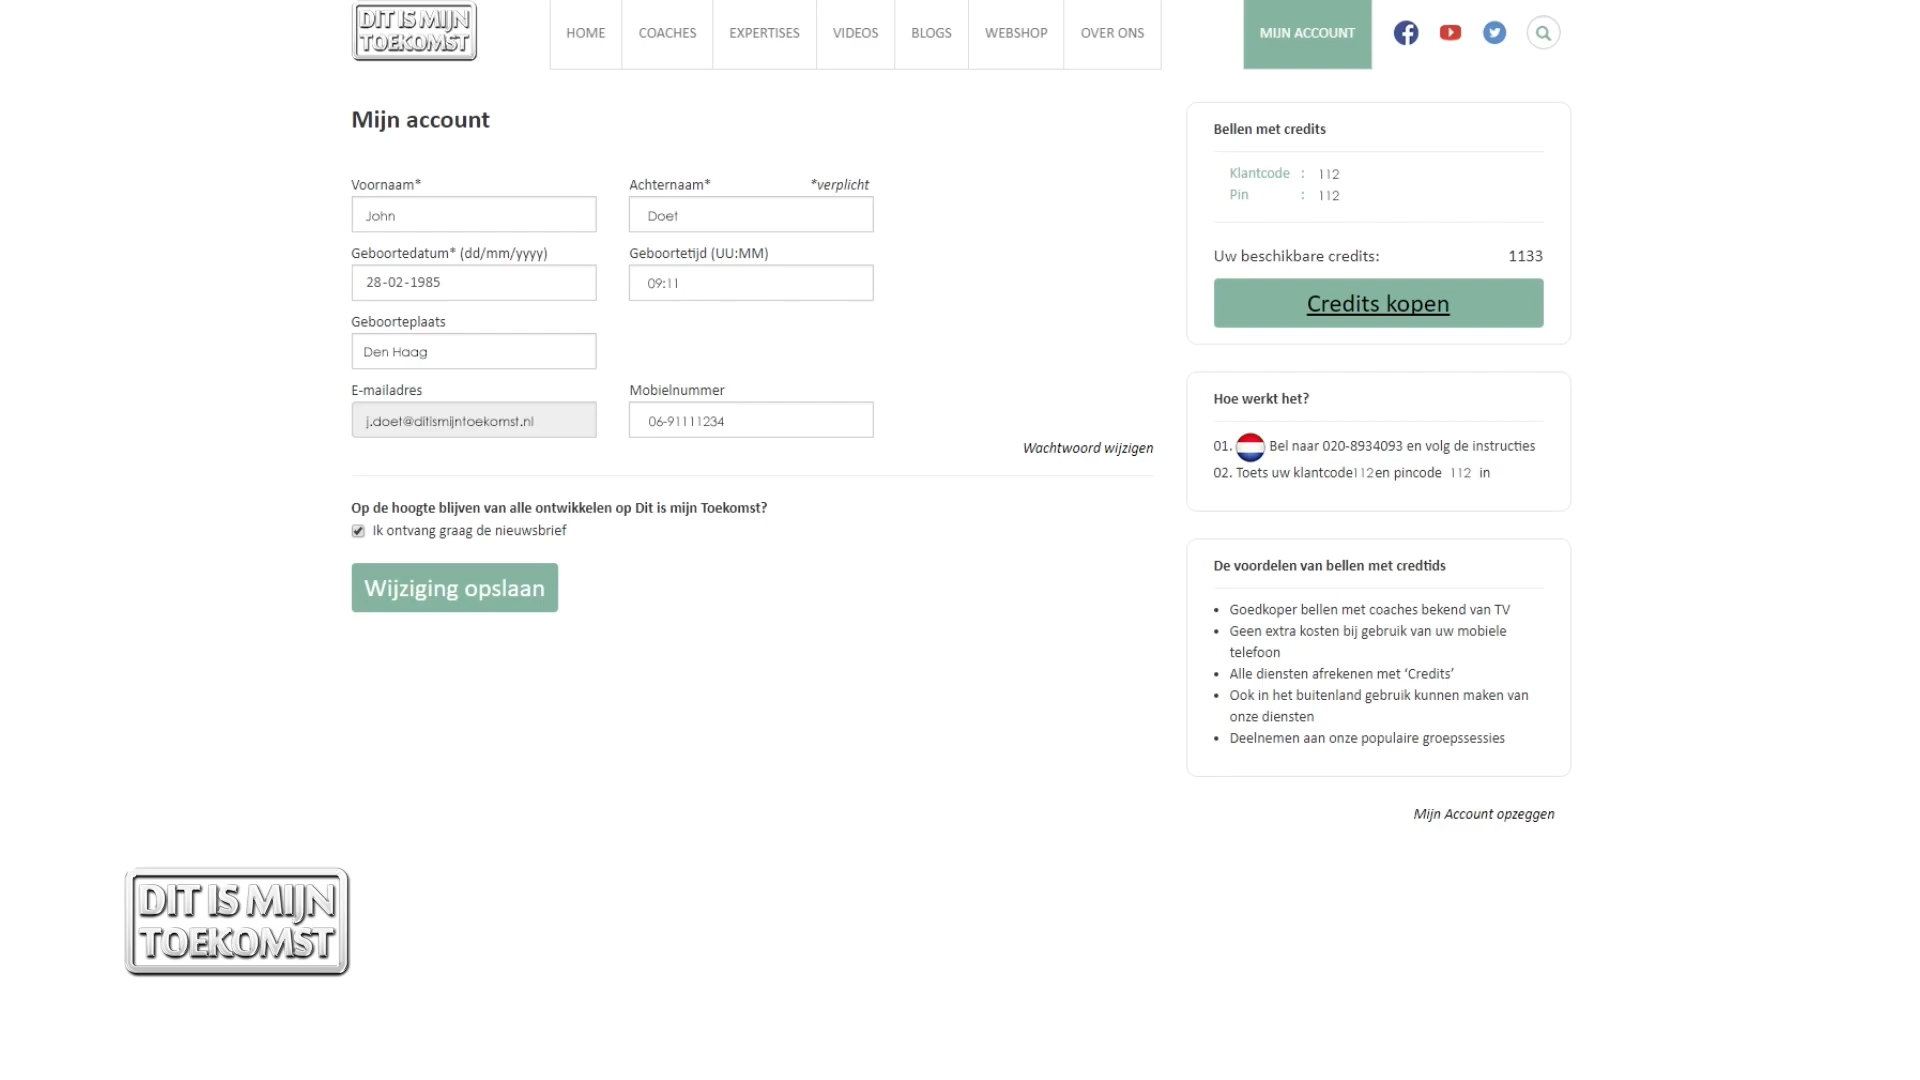 DIT IS MIJN
TOEKOMST
HOME
COACHES
EXPERTISES
VIDEOS
BLOGS
WEBSHOP
OVER ONS
MIJN ACCOUNT
Mijn account
Voornaam*
Achternaam*
*verplicht
John
Doet
Geboortedatum* (dd/mm/yyyy)
Geboortetijd (UU:MM)
28-02-1985
09:11
Geboorteplaats
Den Haag
E-mailadres
Mobielnummer
j.doet@ditismijntoekomst.nl
06-91111234
Wachtwoord wijzigen
Op de hoogte blijven van alle ontwikkelen op Dit is mijn Toekomst?
Ik ontvang graag de nieuwsbrief
Wijziging opslaan
Bellen met credits
Klantcode : 112
Pin : 112
Uw beschikbare credits: 1133
Credits kopen
Hoe werkt het?
01. Bel naar 020-8934093 en volg de instructies
02. Toets uw klantcode112en pincode 112 in
De voordelen van bellen met credtids
• Goedkoper bellen met coaches bekend van TV
• Geen extra kosten bij gebruik van uw mobiele
telefoon
• Alle diensten afrekenen met ‘Credits’
• Ook in het buitenland gebruik kunnen maken van
onze diensten
• Deelnemen aan onze populaire groepssessies
Mijn Account opzeggen
DIT IS MIJN
TOEKOMST